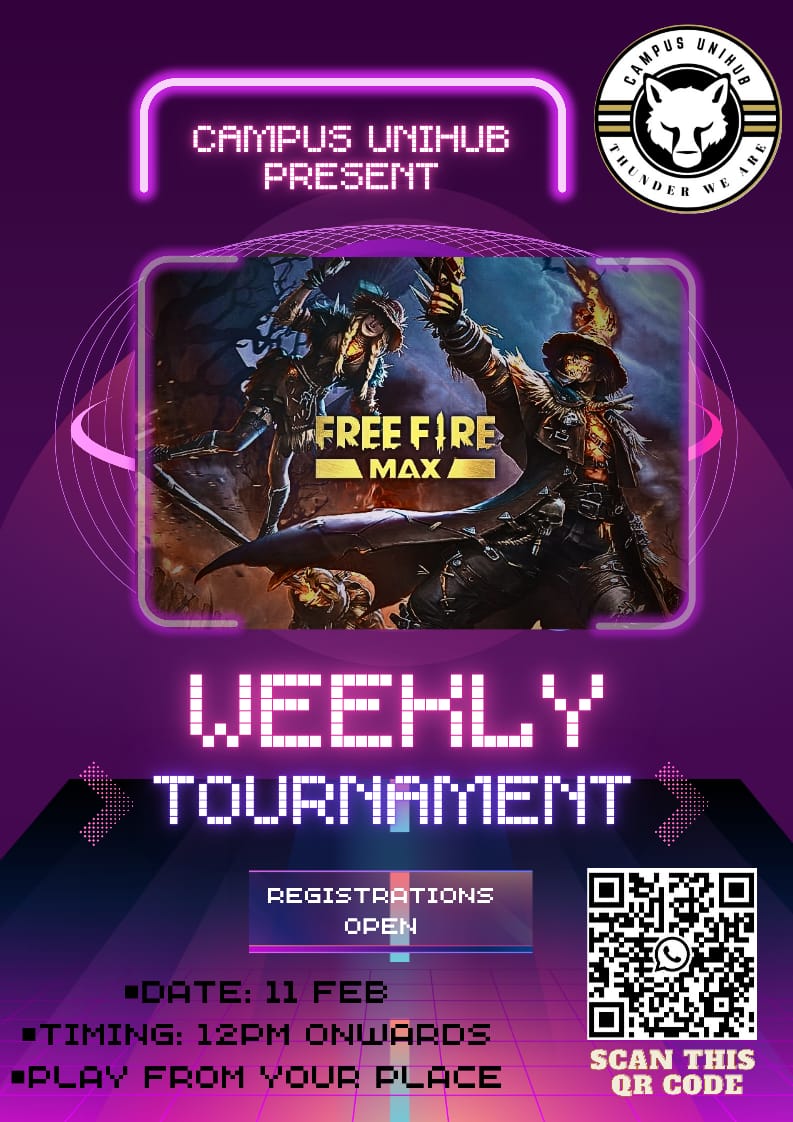 CAMPUS UNIHUB
THUNDER WE ARE
CAMPUS UNIHUB
PRESENT
FREE FIRE
MAX
WEEKLY
TOURNAMENT
REGISTRATIONS
OPEN
▪DATE: 11 FEB
▪TIMING: 12PM ONWARDS
▪PLAY FROM YOUR PLACE
SCAN THIS
QR CODE